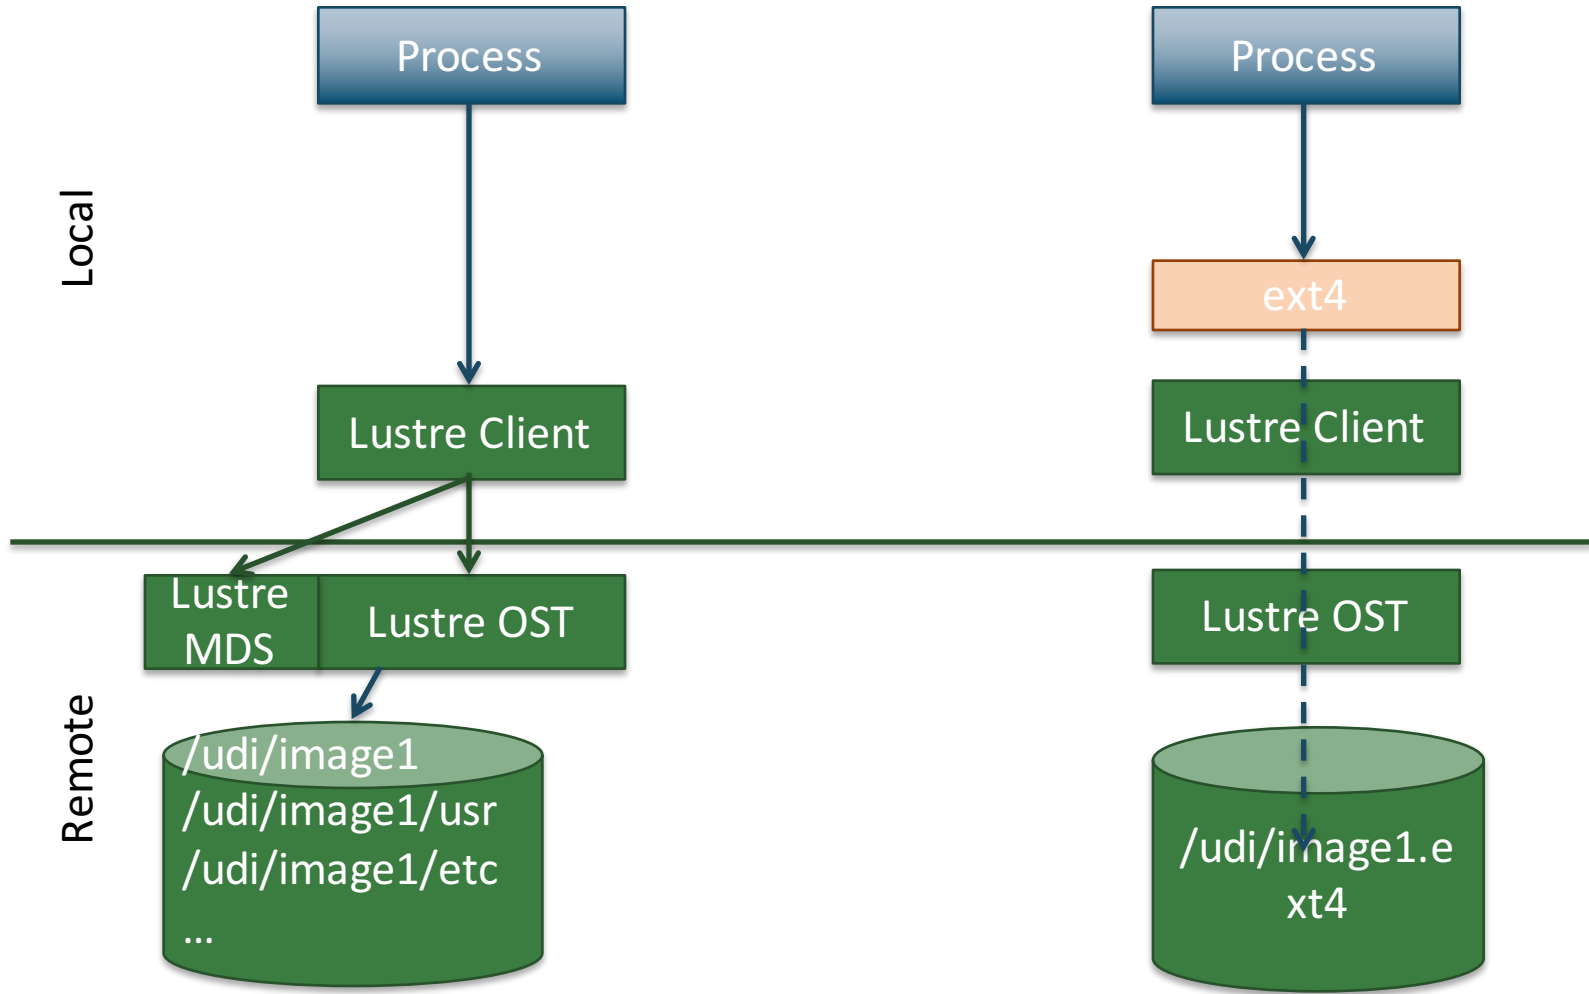 Process
Process
Local
ext4
Lustre Client
Lustre Client
Lustre
MDS
Lustre OST
Lustre OST
Remote
/udi/image1
/udi/image1/usr
/udi/image1/etc
...
/udi/image1.e
xt4